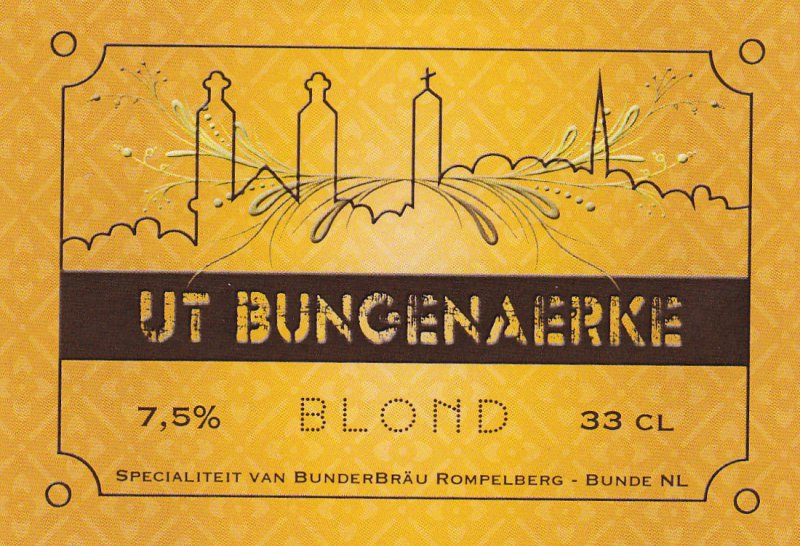 UT BUNGENAERKE
7,5% BLOND 33 CL
SPECIALITEIT VAN BUNDERBRÄU ROMPELBERG - BUNDE NL